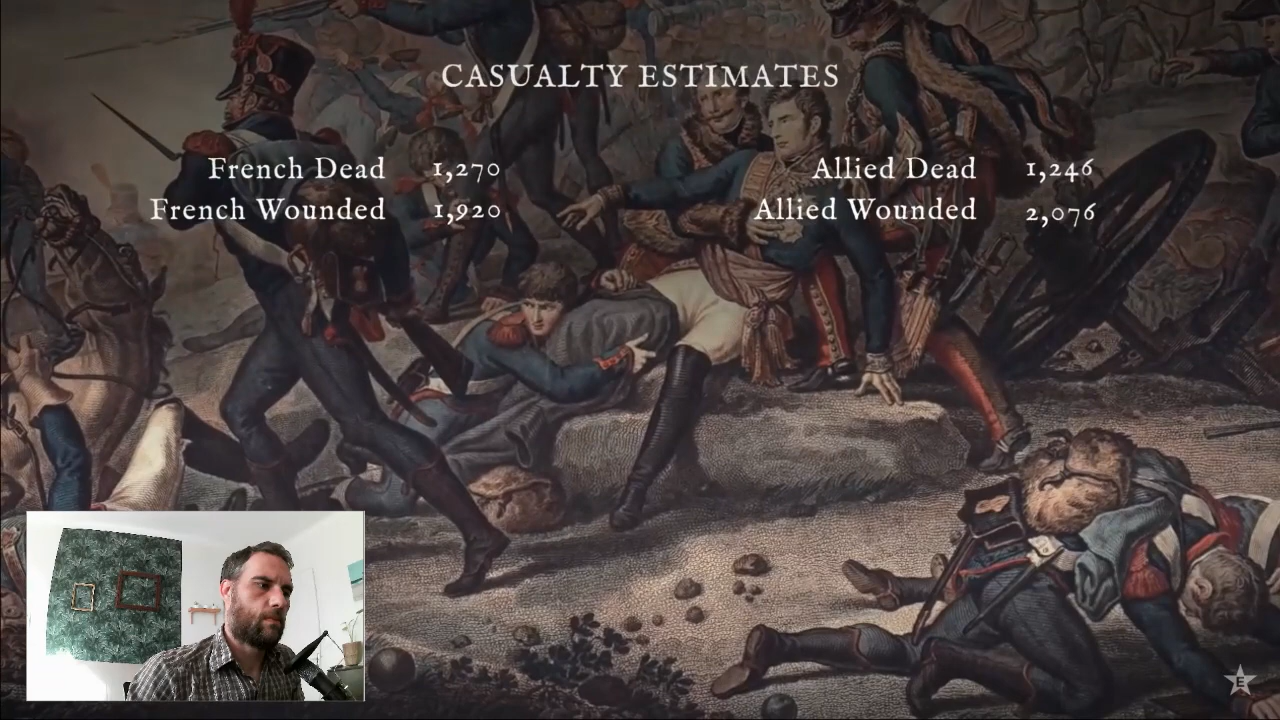 CASUALTY ESTIMATES
French Dead 1,270
French Wounded 1,920
Allied Dead 1,246
Allied Wounded 2,076
E